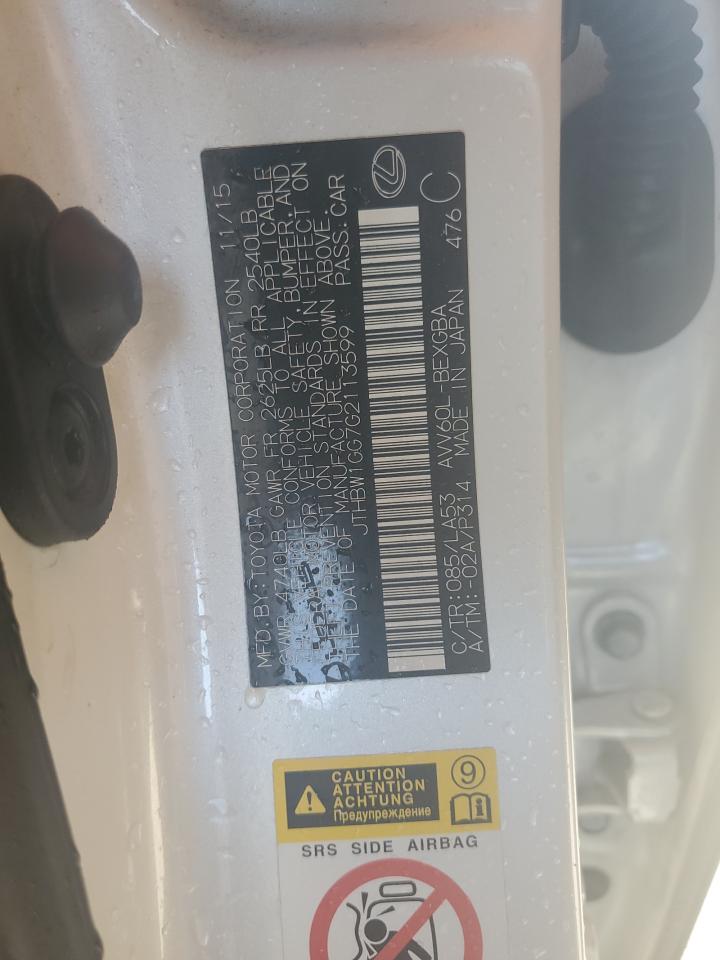 MFD.BY: TOYOTA MOTOR CORPORATION 11/15
GVWR 4740LB GAWR FR 2625LB RR 2540LB
THIS VEHICLE CONFORMS TO ALL APPLICABLE
FEDERAL MOTOR VEHICLE SAFETY, BUMPER, AND
THEFT PREVENTION STANDARDS IN EFFECT ON
THE DATE OF MANUFACTURE SHOWN ABOVE.
JTHBW1GG7G2113599 PASS. CAR
C/TR:085/LA53 AVV60L-BEXGBA
A/TM:-02A/P314 MADE IN JAPAN 476 C
CAUTION
ATTENTION
ACHTUNG
Предупреждение
9
i
SRS SIDE AIRBAG